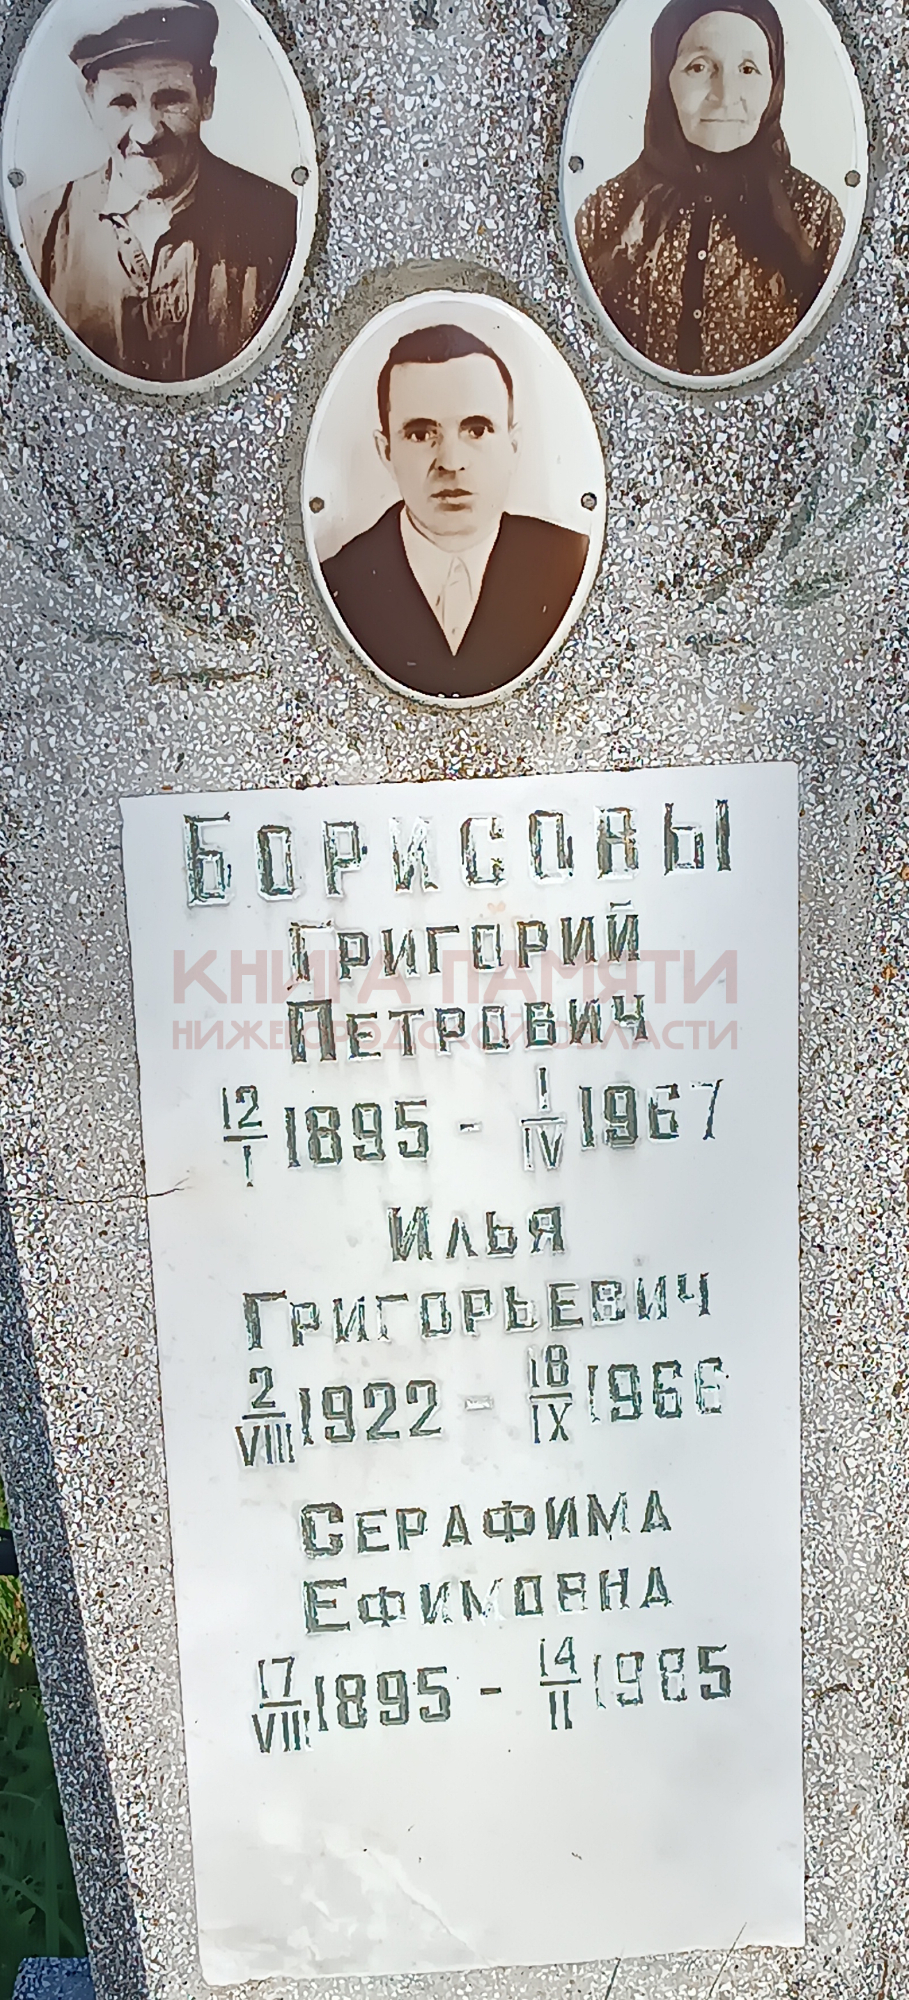 БОРИСОВЫ
ГРИГОРИЙ
КНИГА ПАМЯТИ
ПЕТРОВИЧ
НИЖЕГОРОДСКОЙ ОБЛАСТИ
12/I 1895 - I/IV 1967
ИЛЬЯ
ГРИГОРЬЕВИЧ
2/VIII 1922 - 18/IX 1966
СЕРАФИМА
ЕФИМОВНА
17/VIII 1895 - 14/II 1985